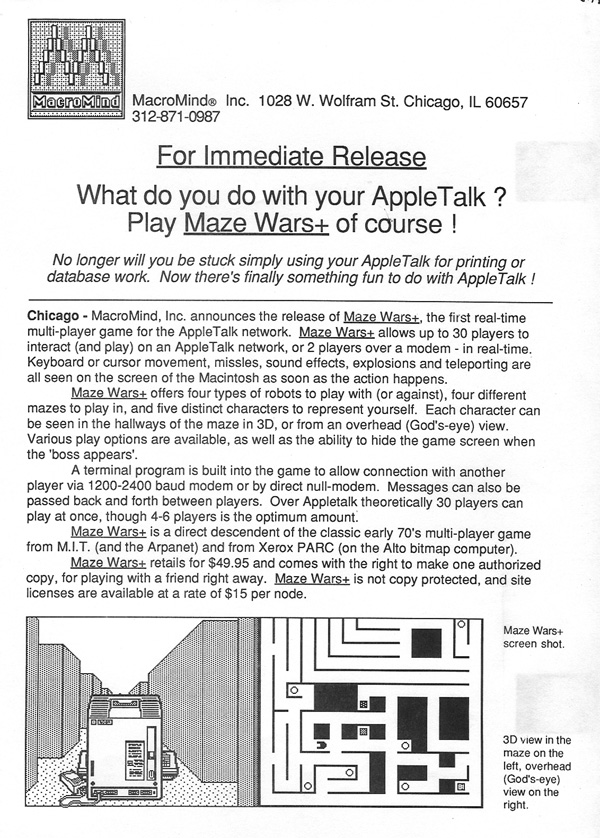 MacroMind
MacroMind® Inc. 1028 W. Wolfram St. Chicago, IL 60657
312-871-0987
For Immediate Release
What do you do with your AppleTalk ?
Play Maze Wars+ of course !
No longer will you be stuck simply using your AppleTalk for printing or
database work. Now there's finally something fun to do with AppleTalk !
Chicago - MacroMind, Inc. announces the release of Maze Wars+, the first real-time
multi-player game for the AppleTalk network. Maze Wars+ allows up to 30 players to
interact (and play) on an AppleTalk network, or 2 players over a modem - in real-time.
Keyboard or cursor movement, missles, sound effects, explosions and teleporting are
all seen on the screen of the Macintosh as soon as the action happens.
Maze Wars+ offers four types of robots to play with (or against), four different
mazes to play in, and five distinct characters to represent yourself. Each character can
be seen in the hallways of the maze in 3D, or from an overhead (God's-eye) view.
Various play options are available, as well as the ability to hide the game screen when
the 'boss appears'.
A terminal program is built into the game to allow connection with another
player via 1200-2400 baud modem or by direct null-modem. Messages can also be
passed back and forth between players. Over Appletalk theoretically 30 players can
play at once, though 4-6 players is the optimum amount.
Maze Wars+ is a direct descendent of the classic early 70's multi-player game
from M.I.T. (and the Arpanet) and from Xerox PARC (on the Alto bitmap computer).
Maze Wars+ retails for $49.95 and comes with the right to make one authorized
copy, for playing with a friend right away. Maze Wars+ is not copy protected, and site
licenses are available at a rate of $15 per node.
Maze Wars+
screen shot.
3D view in the
maze on the
left, overhead
(God's-eye)
view on the
right.